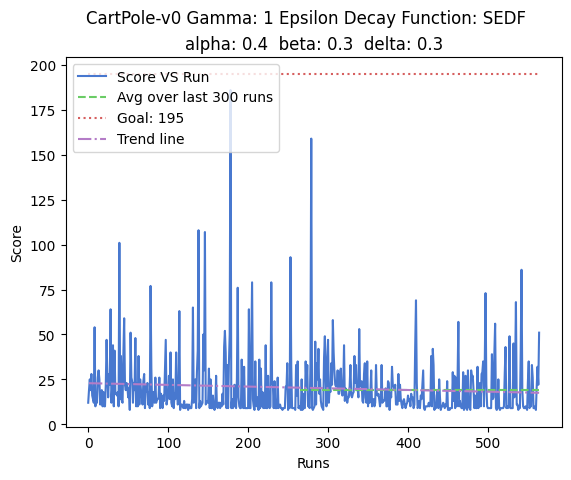 CartPole-v0 Gamma: 1 Epsilon Decay Function: SEDF
alpha: 0.4 beta: 0.3 delta: 0.3
Score VS Run
Avg over last 300 runs
Goal: 195
Trend line
200
175
150
125
100
75
50
25
0
Score
0
100
200
300
400
500
Runs